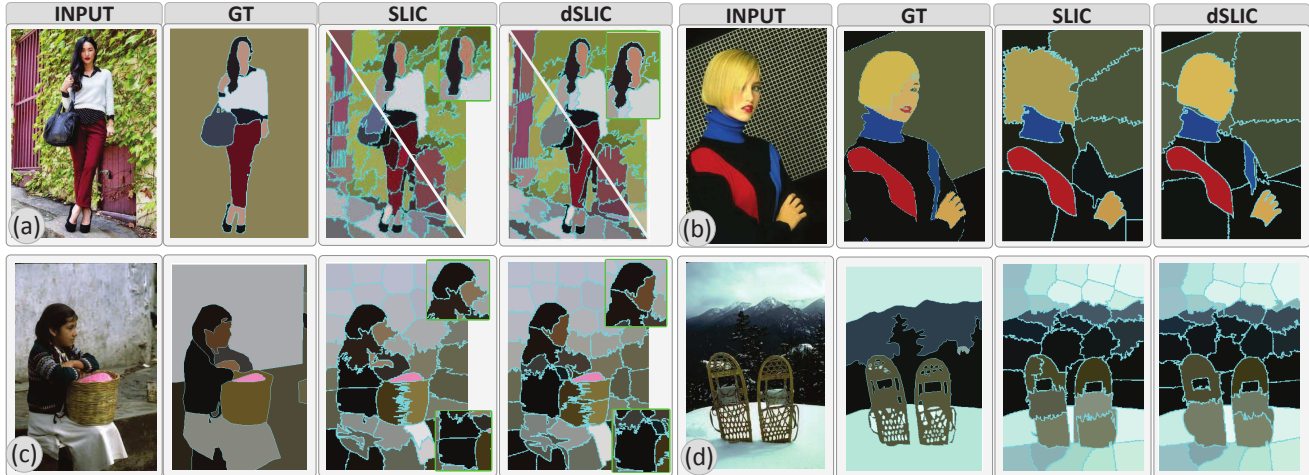 INPUT GT SLIC dSLIC INPUT GT SLIC dSLIC
(a) (b)
(c) (d)